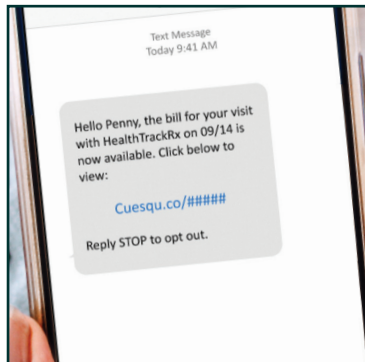 Text Message
Today 9:41 AM
Hello Penny, the bill for your visit
with HealthTrackRx on 09/14 is
now available. Click below to
view:
Cuesqu.co/#####
Reply STOP to opt out.